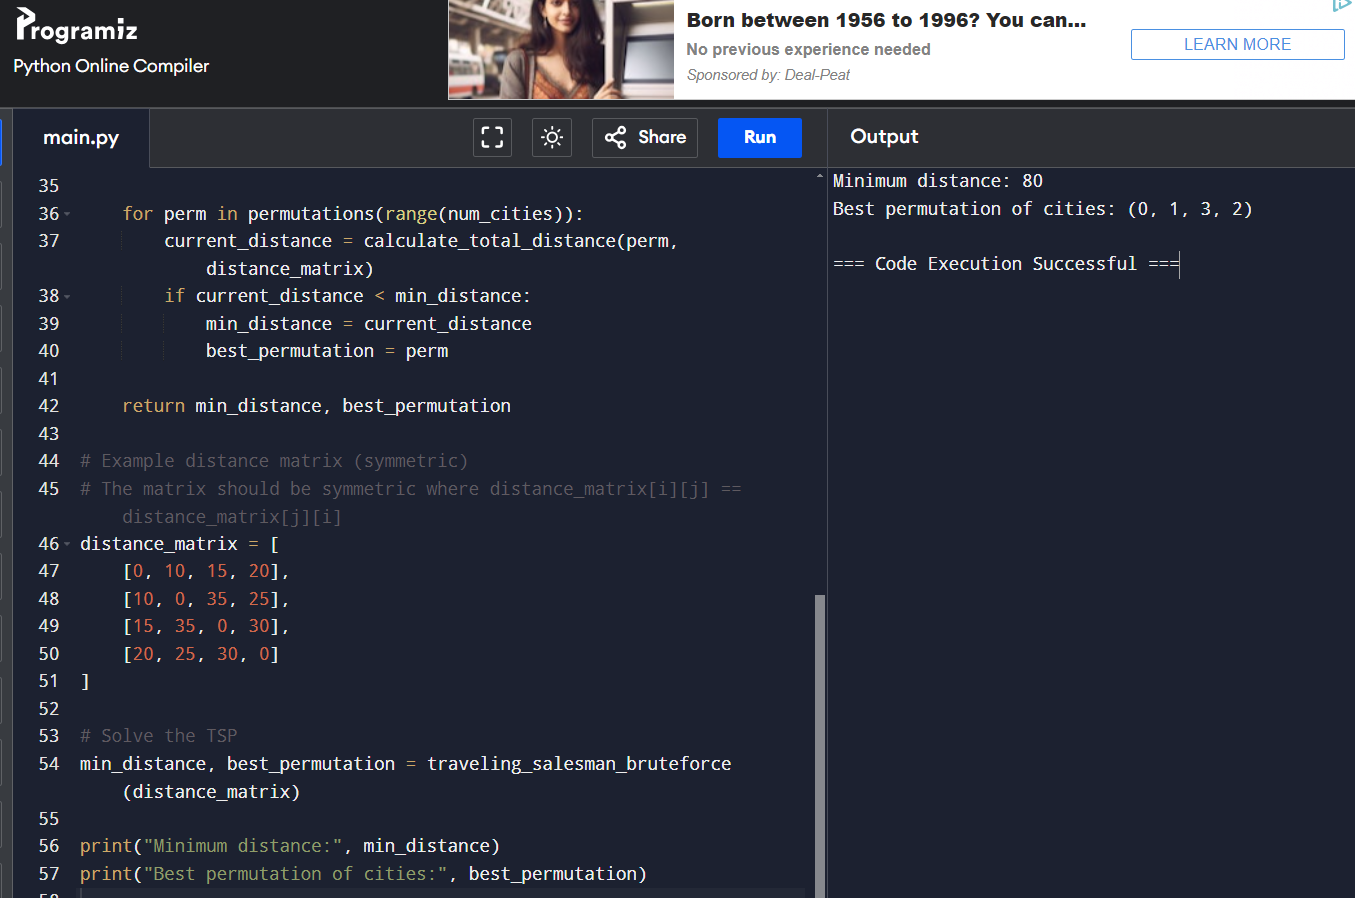 Programiz
Python Online Compiler
Born between 1956 to 1996? You can...
No previous experience needed
Sponsored by: Deal-Peat
LEARN MORE
main.py
Share
Run
Output
35
36 for perm in permutations(range(num_cities)):
37 current_distance = calculate_total_distance(perm,
distance_matrix)
38 if current_distance < min_distance:
39 min_distance = current_distance
40 best_permutation = perm
41
42 return min_distance, best_permutation
43
44 # Example distance matrix (symmetric)
45 # The matrix should be symmetric where distance_matrix[i][j] ==
distance_matrix[j][i]
46 distance_matrix = [
47 [0, 10, 15, 20],
48 [10, 0, 35, 25],
49 [15, 35, 0, 30],
50 [20, 25, 30, 0]
51 ]
52
53 # Solve the TSP
54 min_distance, best_permutation = traveling_salesman_bruteforce
(distance_matrix)
55
56 print("Minimum distance:", min_distance)
57 print("Best permutation of cities:", best_permutation)
Minimum distance: 80
Best permutation of cities: (0, 1, 3, 2)
=== Code Execution Successful ===